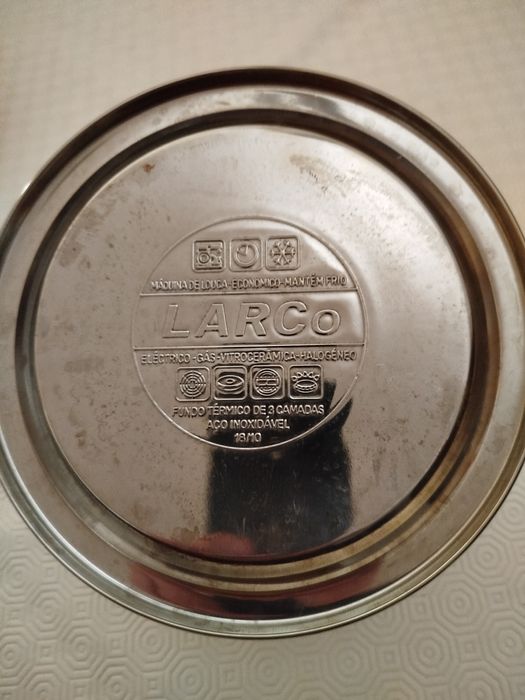 MÁQUINA DE LOUÇA-ECONOMICO-MANTÉM FRIO
LARCo
ELÉCTRICO-GÁS-VITROCERÂMICA-HALOGÉNEO
FUNDO TÉRMICO DE 3 CAMADAS
AÇO INOXIDÁVEL
18/10